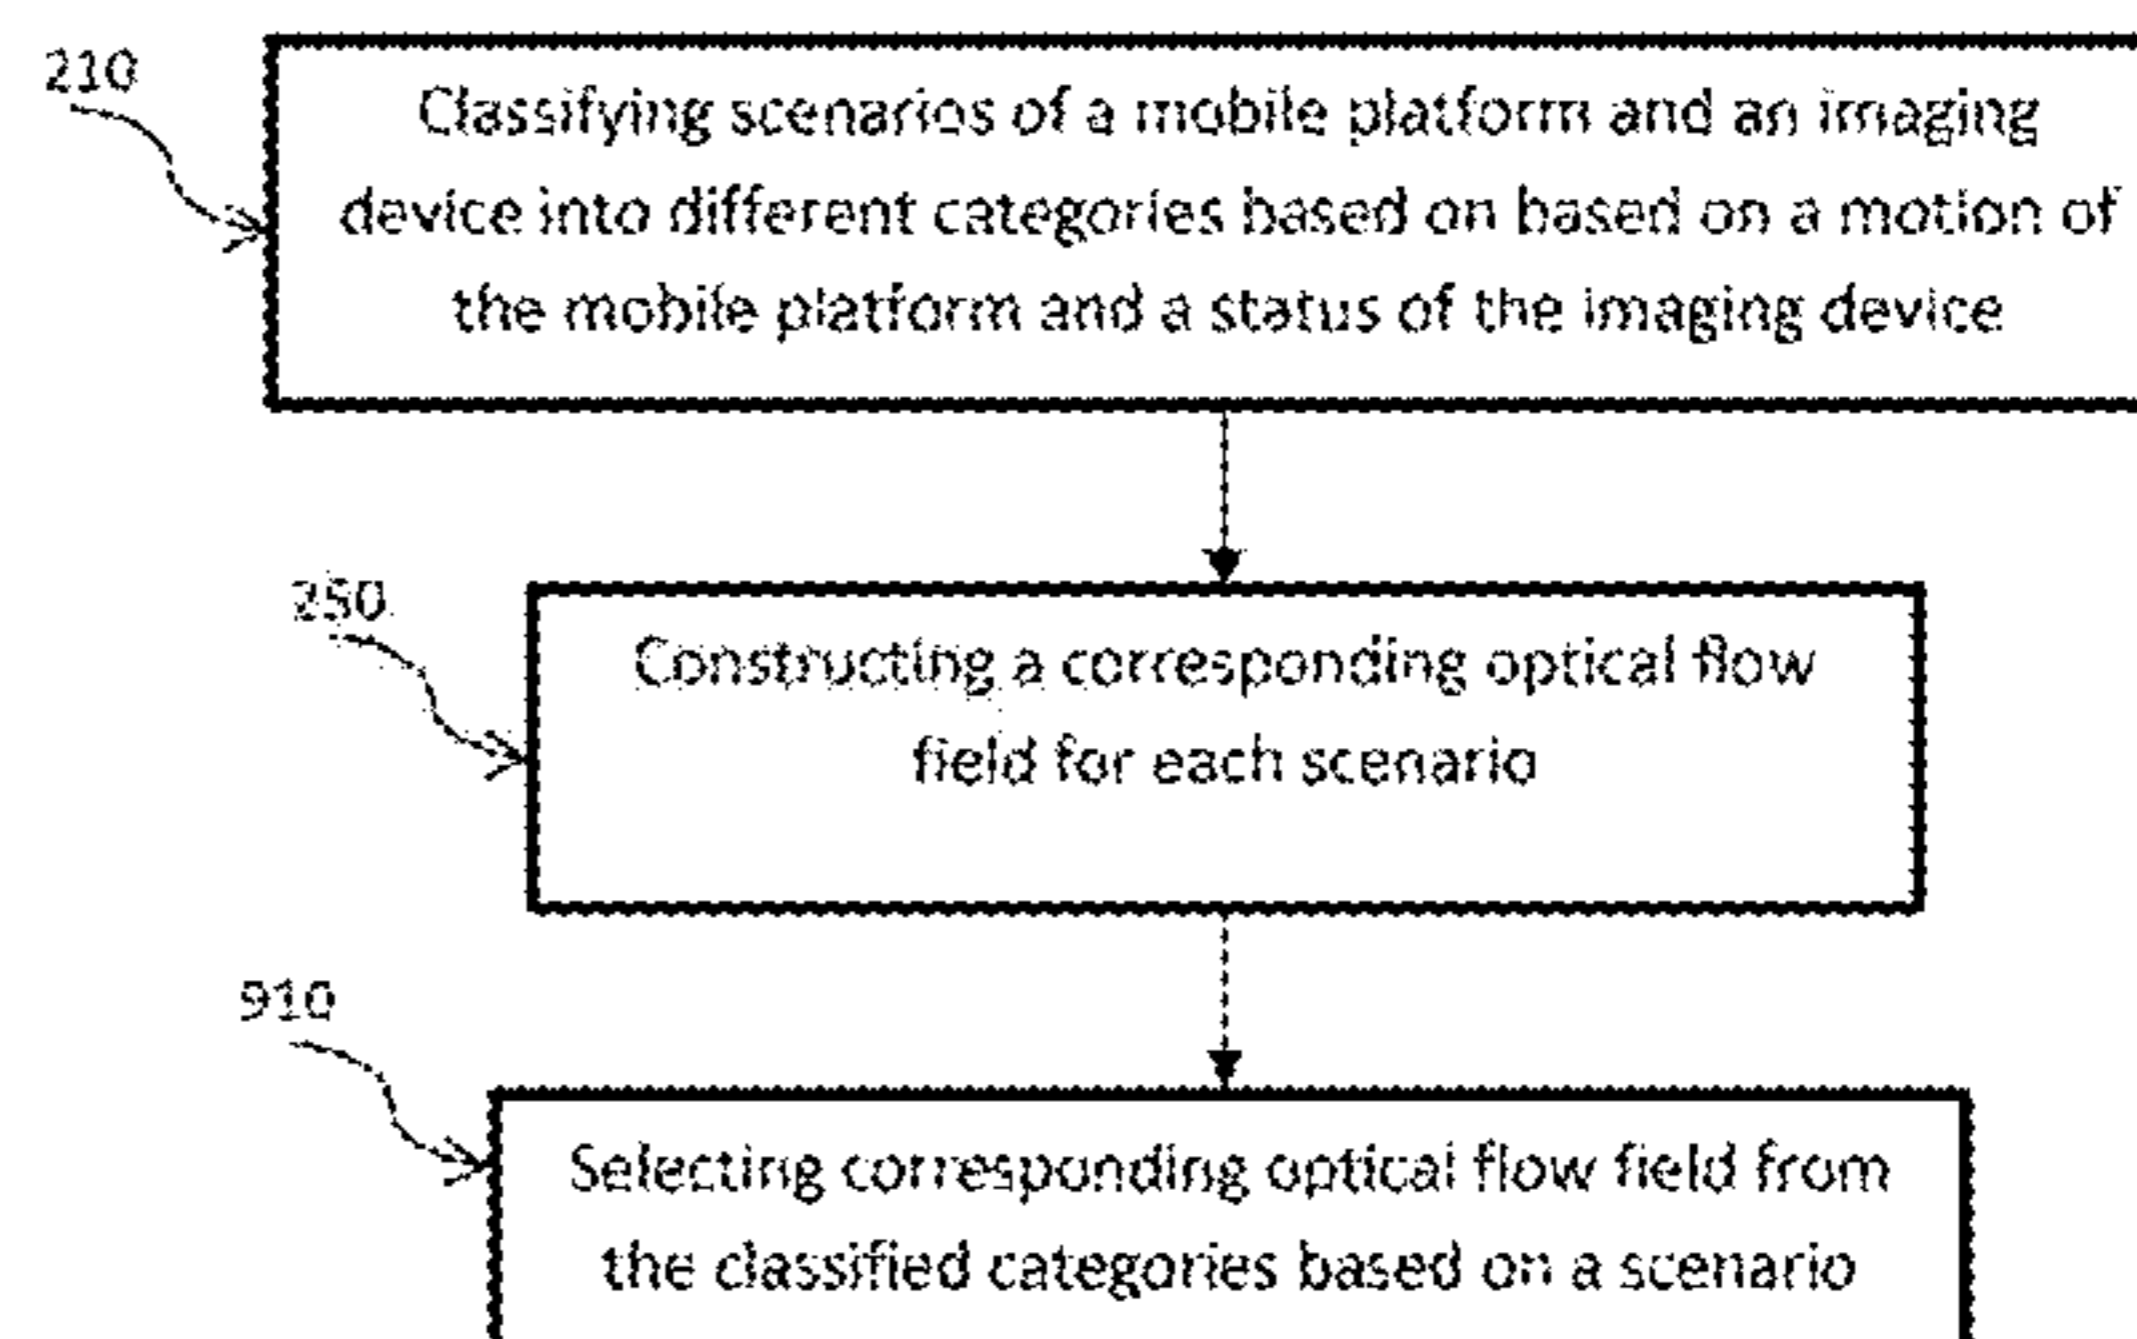 210
Classifying scenarios of a mobile platform and an imaging
device into different categories based on based on a motion of
the mobile platform and a status of the imaging device
250
Constructing a corresponding optical flow
field for each scenario
910
Selecting corresponding optical flow field from
the classified categories based on a scenario